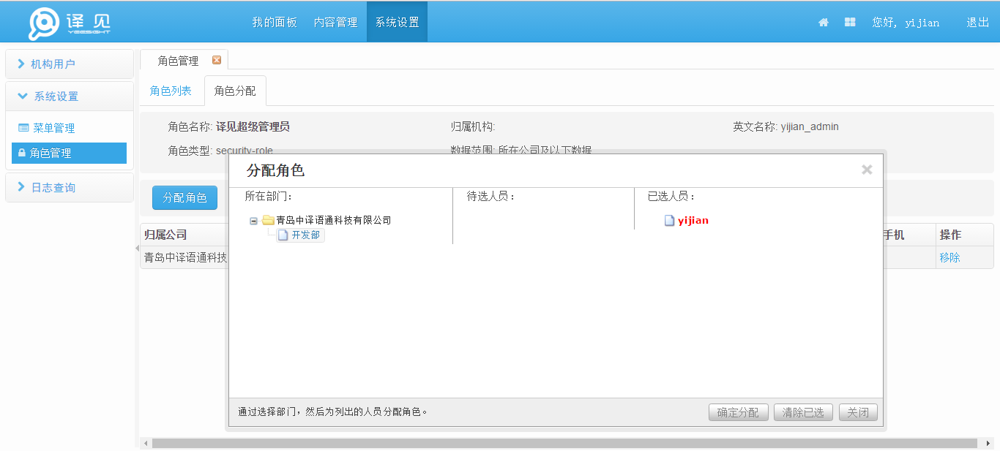 译见 我的面板 内容管理 系统设置 您好, yijian 退出
YEESIGHT
机构用户
系统设置
菜单管理
角色管理
日志查询
角色管理
角色列表 角色分配
角色名称: 译见超级管理员 归属机构: 英文名称: yijian_admin
角色类型: security-role 数据范围: 所在公司及以下数据
分配角色
归属公司 手机 操作
青岛中译语通科技 移除
分配角色
所在部门： 待选人员： 已选人员：
青岛中译语通科技有限公司 yijian
开发部
通过选择部门，然后为列出的人员分配角色。 确定分配 清除已选 关闭